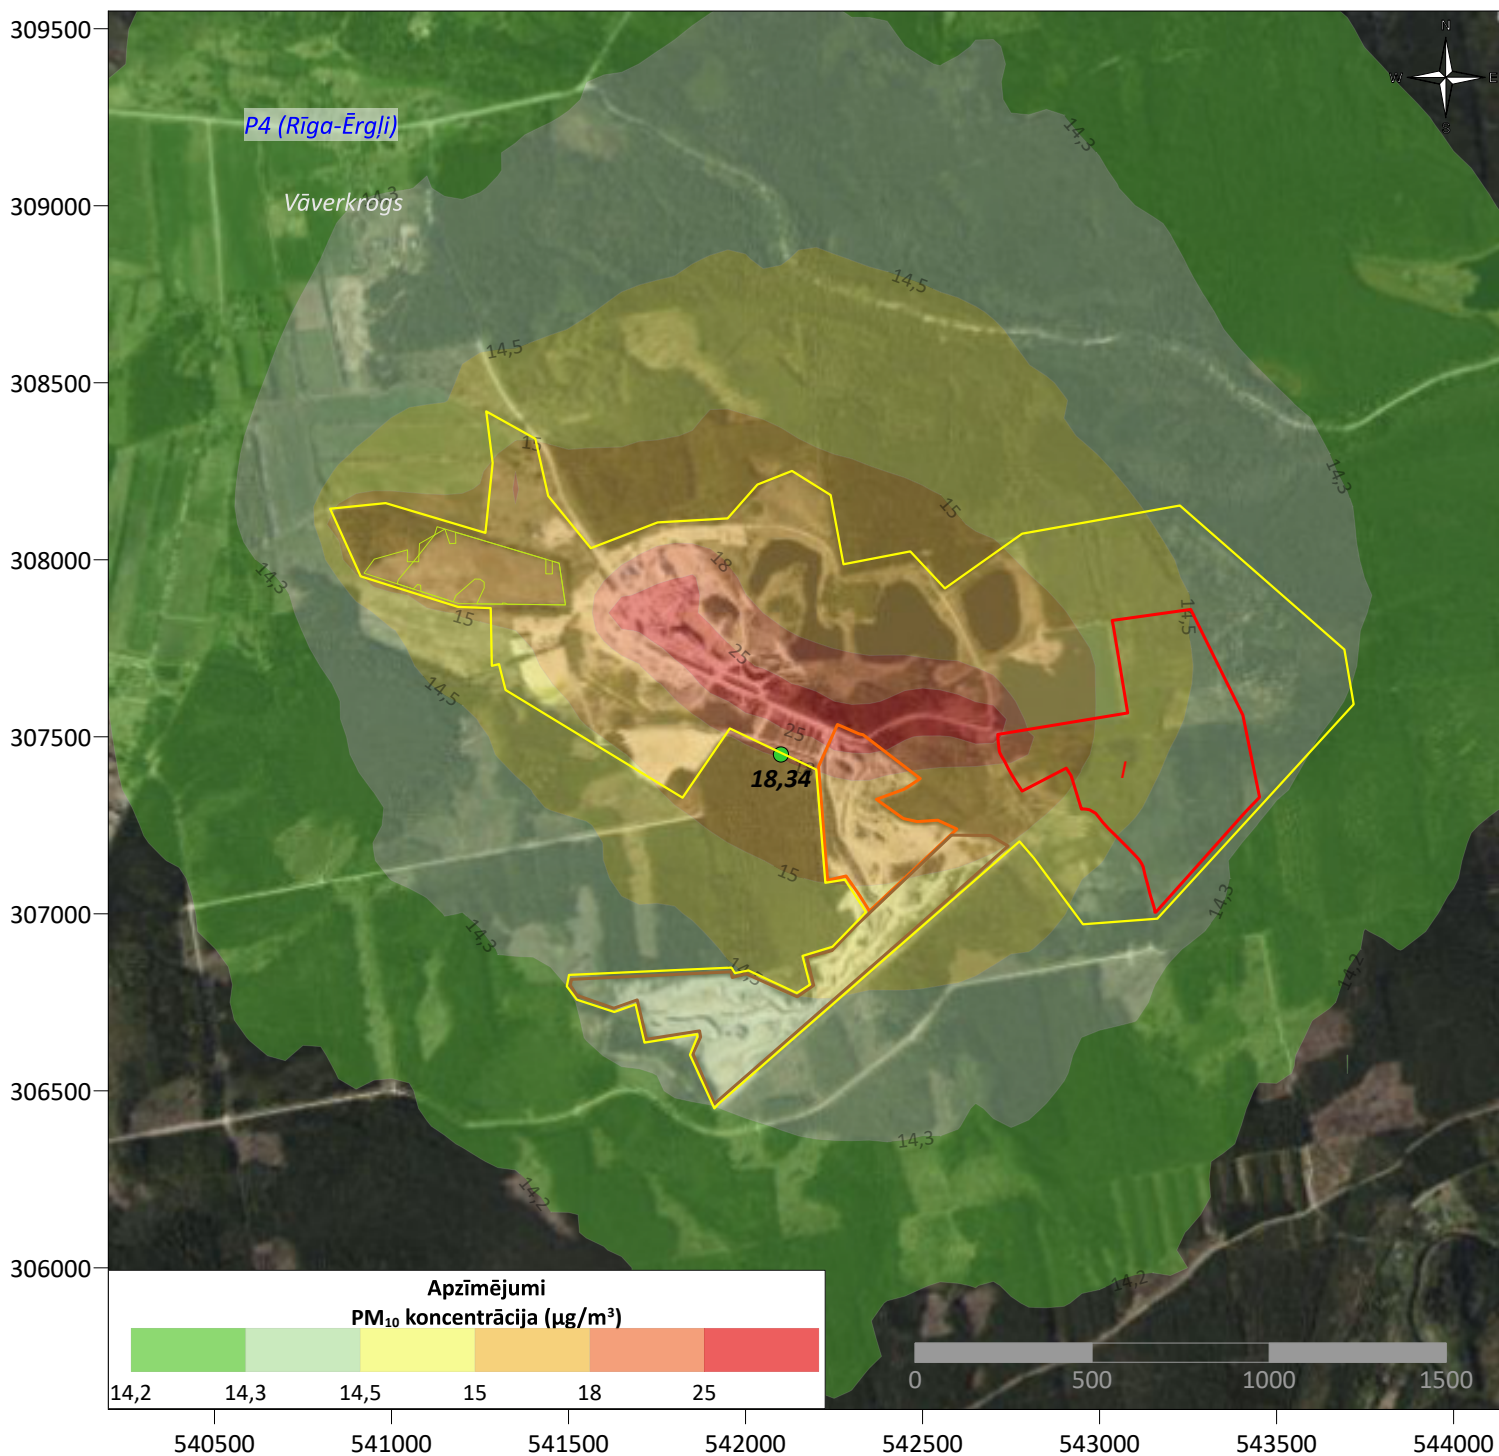 309500
309000
308500
308000
307500
307000
306500
306000
N
W
E
S
P4 (Rīga-Ērgļi)
Vāverkrogs
14,3
14,3
14,5
14,5
15
15
18
14,3
14,3
15
14,5
14,5
25
25
18,34
15
14,3
14,3
14,5
14,2
14,3
14,2
14,2
Apzīmējumi
PM₁₀ koncentrācija (µg/m³)
14,2 14,3 14,5 15 18 25
0 500 1000 1500
540500 541000 541500 542000 542500 543000 543500 544000